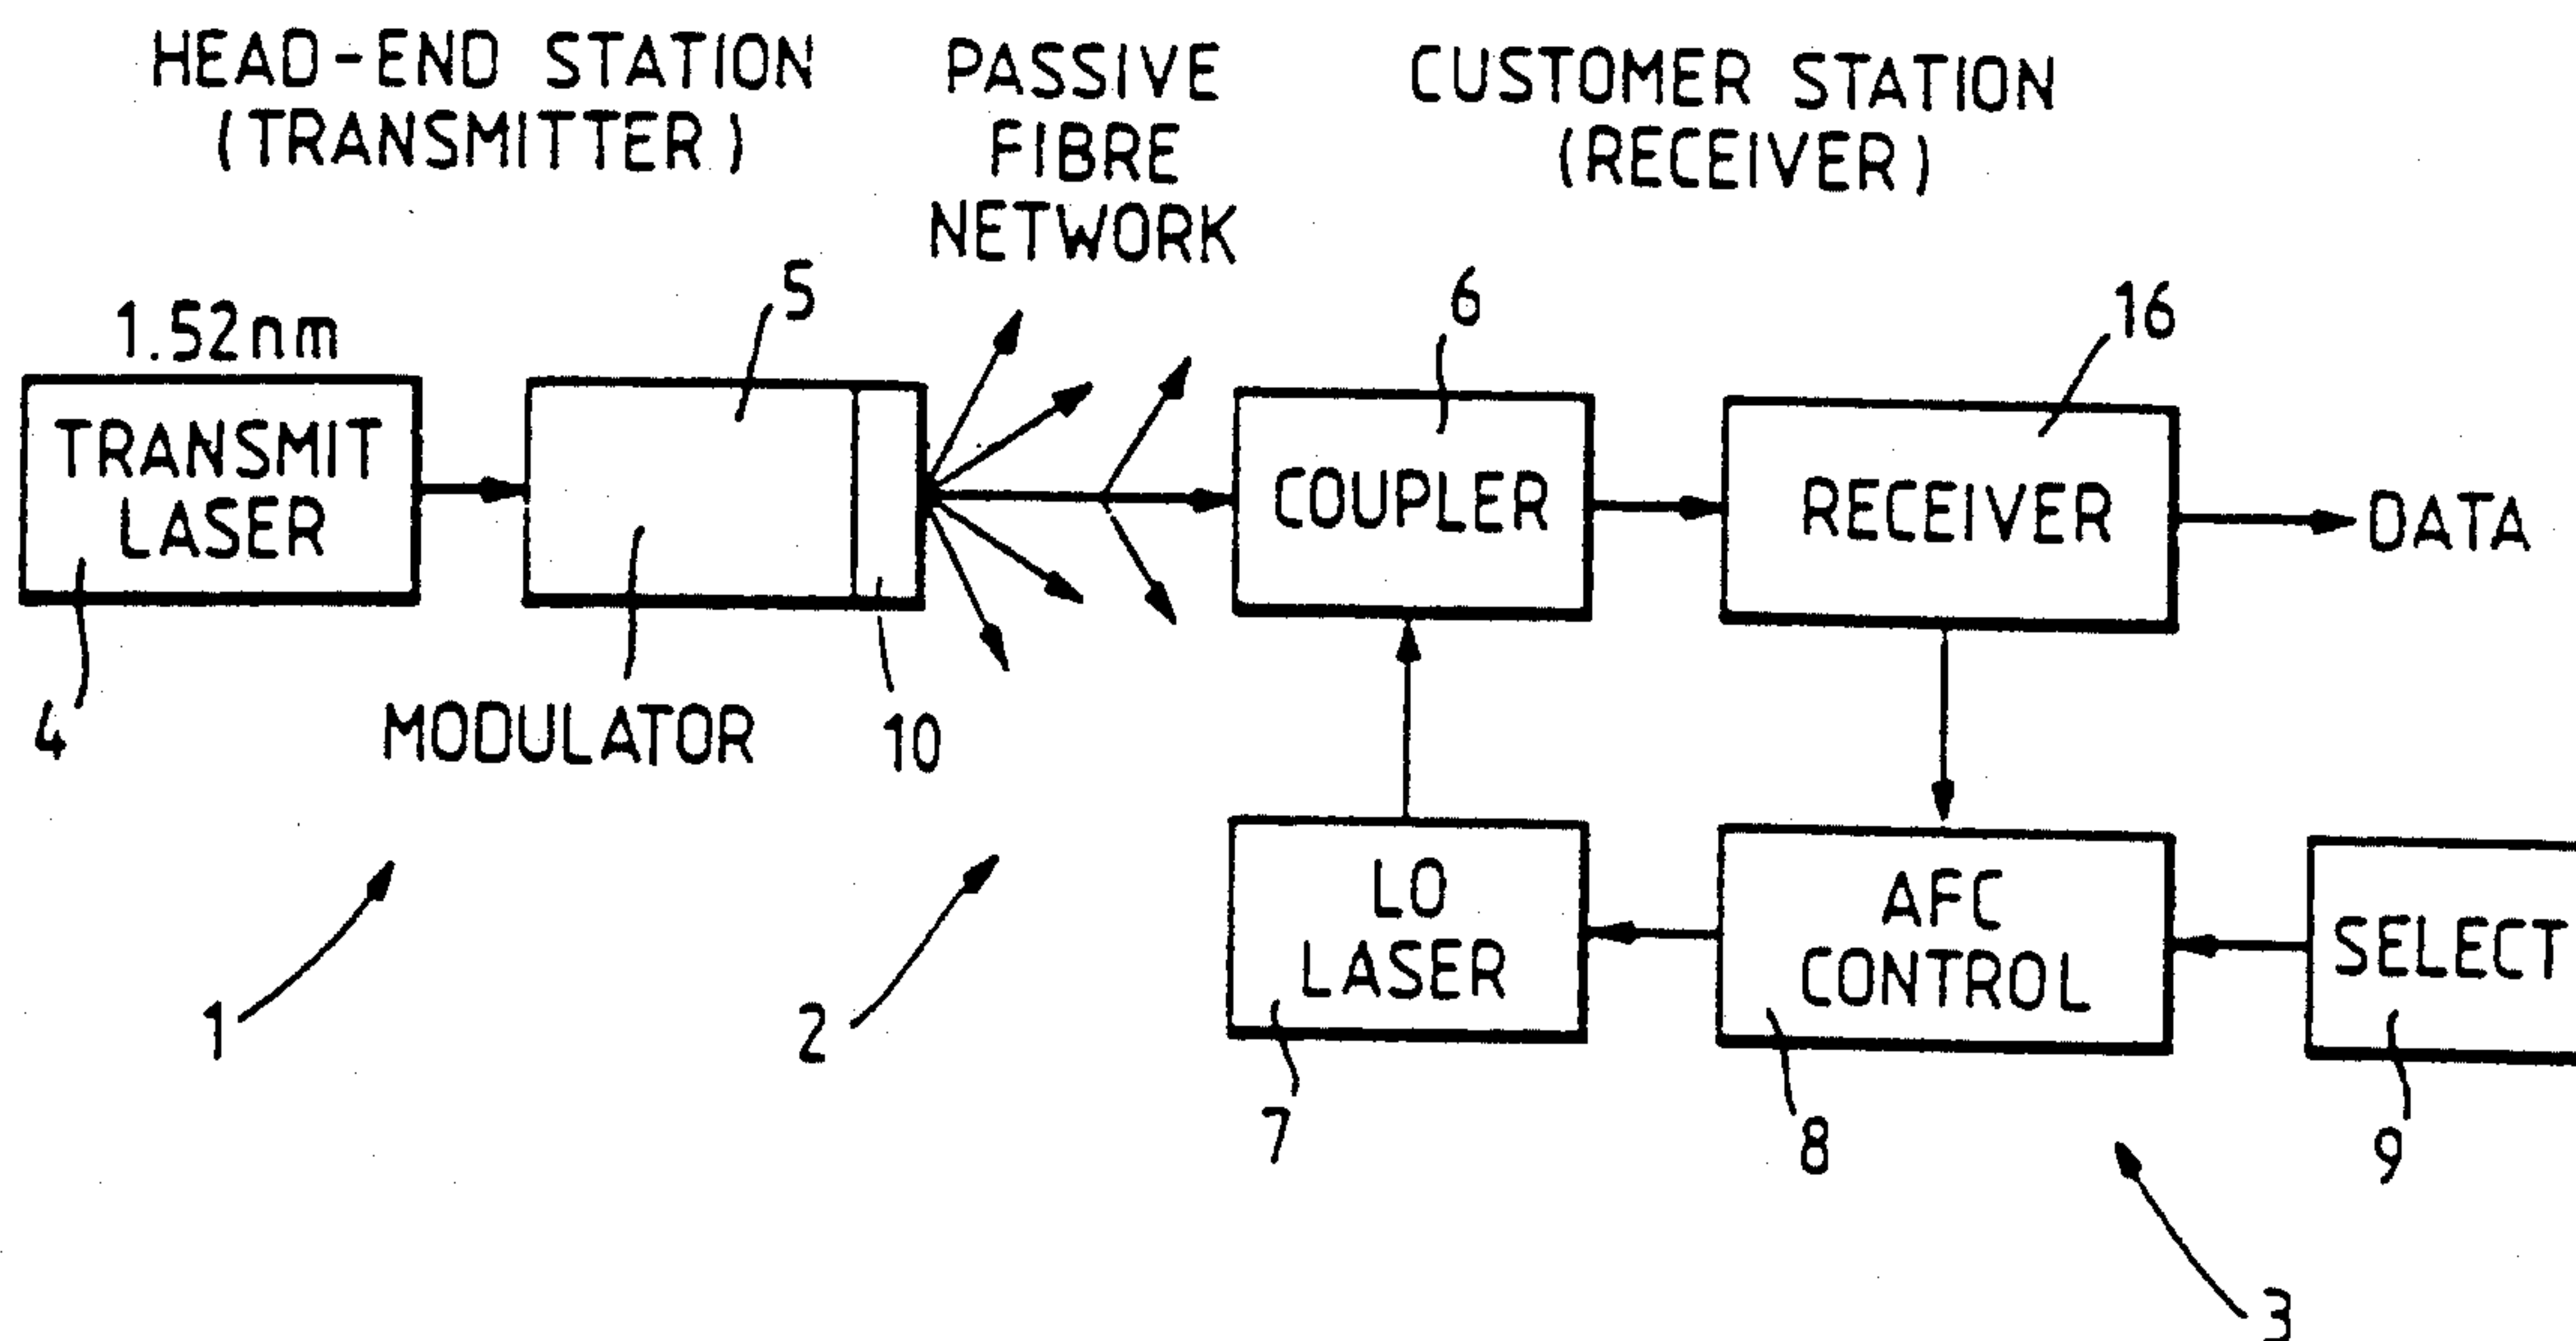 HEAD-END STATION
(TRANSMITTER)
PASSIVE
FIBRE
NETWORK
CUSTOMER STATION
(RECEIVER)
1.52nm
5
6
16
TRANSMIT
LASER
COUPLER
RECEIVER
DATA
4
MODULATOR
10
LO
LASER
AFC
CONTROL
SELECT
1
2
7
8
9
3